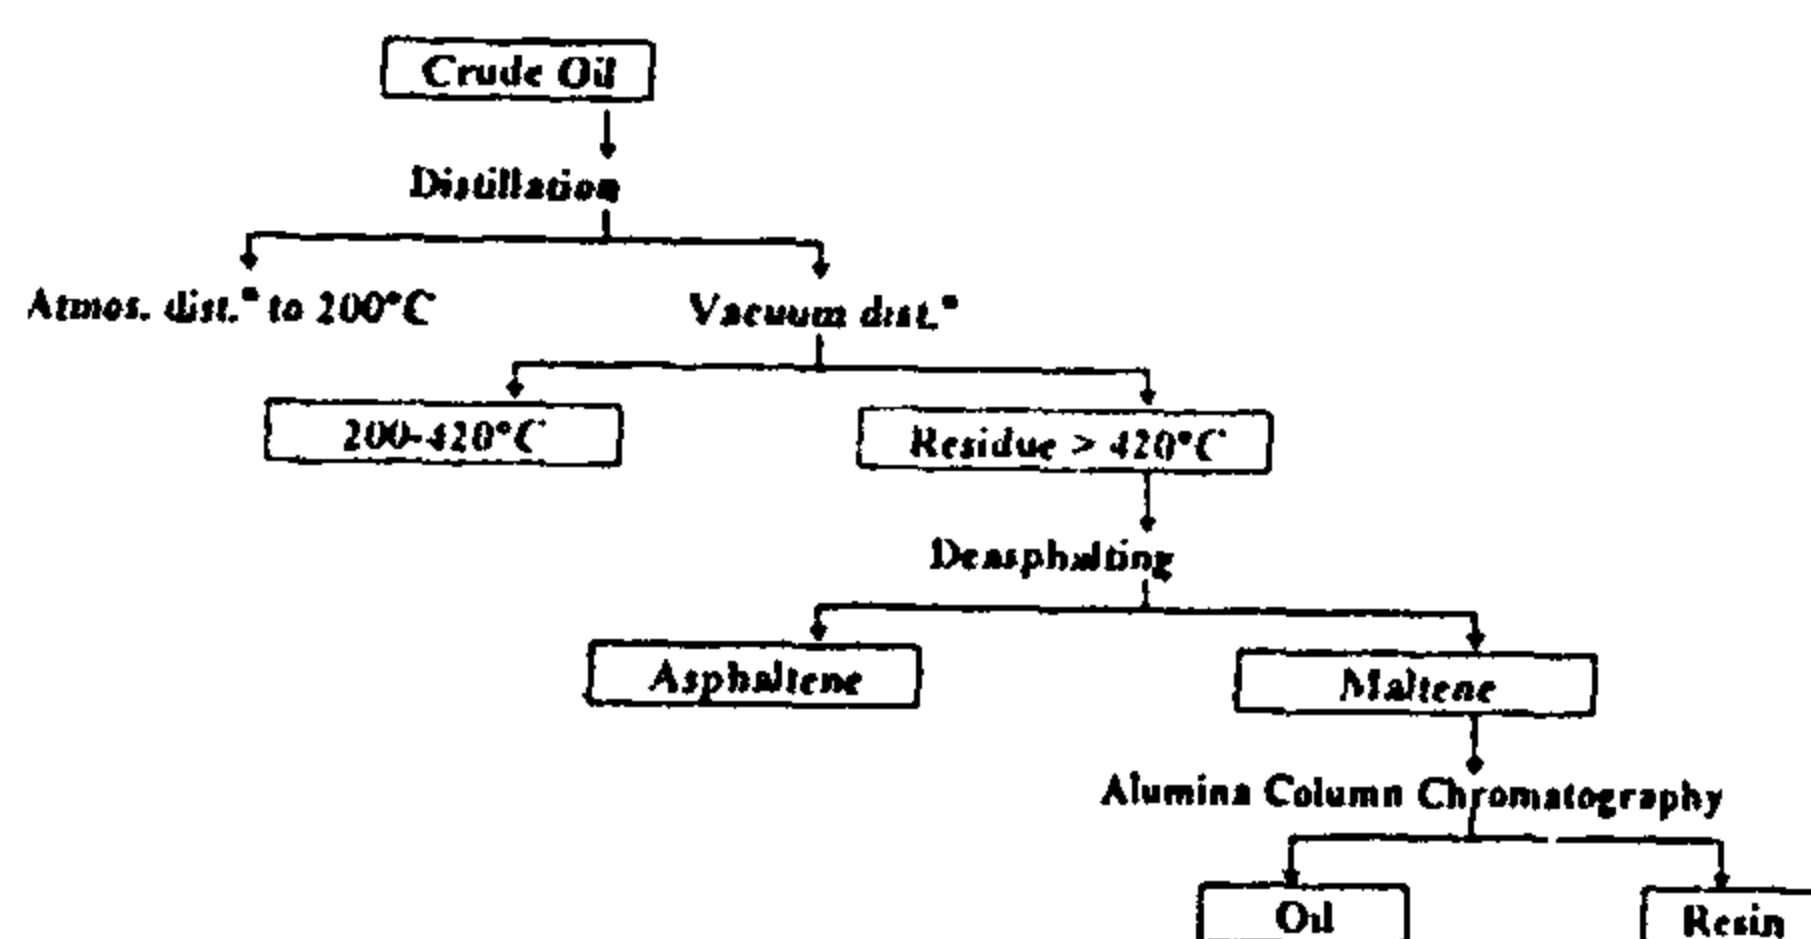 Crude Oil
Distillation
Atmos. dist.* to 200°C
Vacuum dist.*
200-420°C
Residue > 420°C
Deasphalting
Asphaltene
Maltene
Alumina Column Chromatography
Oil
Resin